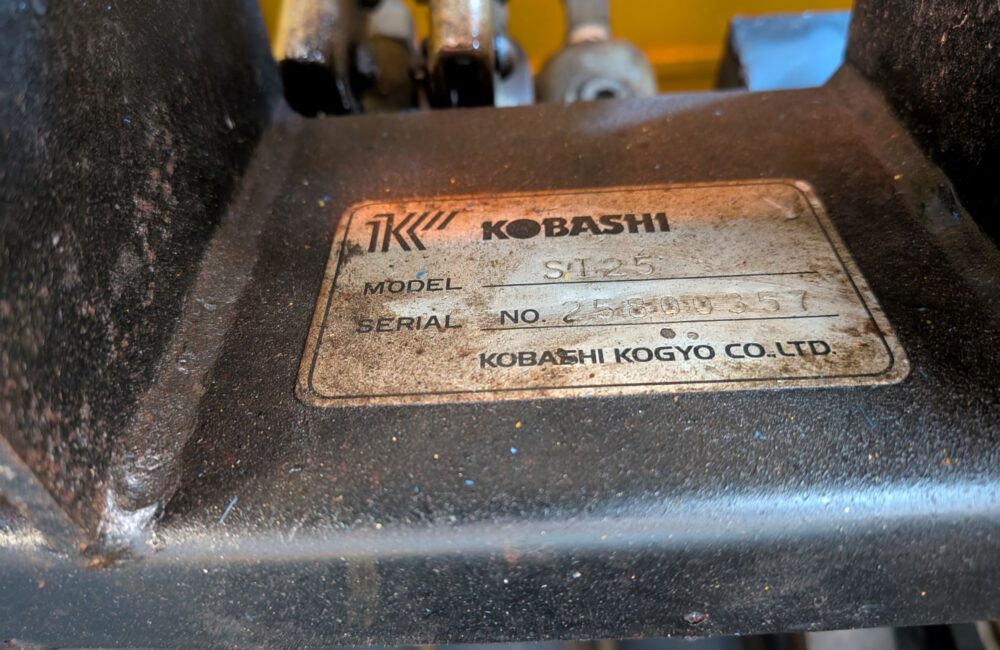 K KOBASHI
MODEL ST25
SERIAL NO. 25800357
KOBASHI KOGYO CO.,LTD.